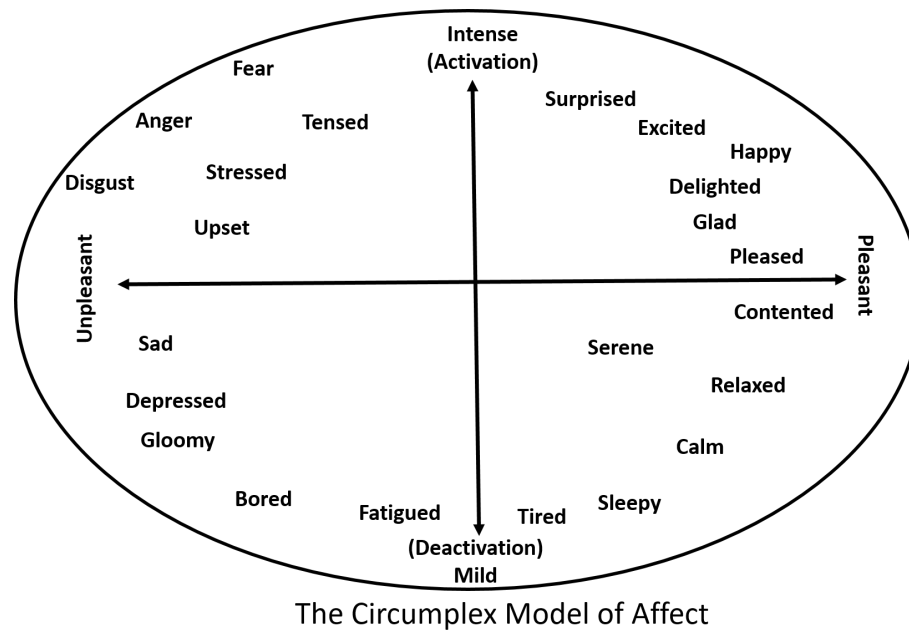 Intense
(Activation)
Fear
Surprised
Anger
Tensed
Excited
Happy
Stressed
Disgust
Delighted
Upset
Glad
Pleased
Unpleasant
Pleasant
Contented
Sad
Serene
Relaxed
Depressed
Gloomy
Calm
Bored
Sleepy
Fatigued
Tired
(Deactivation)
Mild
The Circumplex Model of Affect